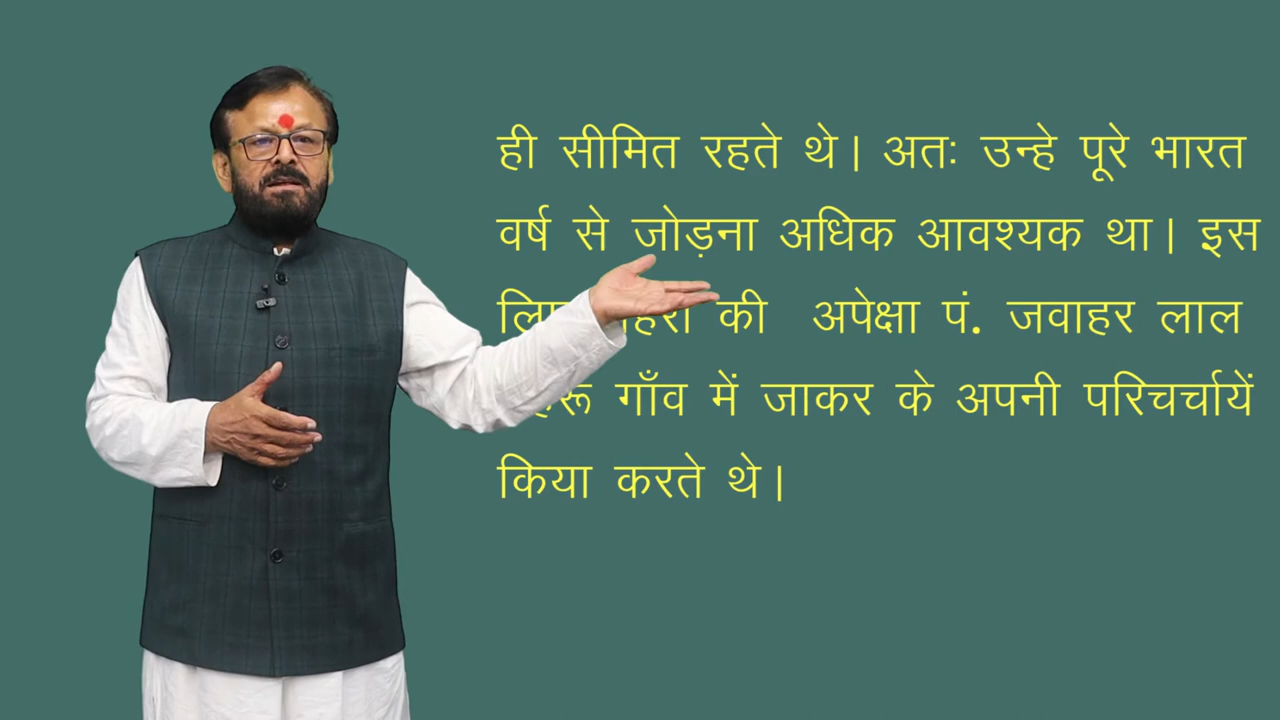 ही सीमित रहते थे। अतः उन्हे पूरे भारत
वर्ष से जोड़ना अधिक आवश्यक था। इस
की अपेक्षा पं. जवाहर लाल
गाँव में जाकर के अपनी परिचर्चायें
किया करते थे।